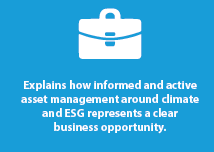 Explains how informed and active
asset management around climate
and ESG represents a clear
business opportunity.